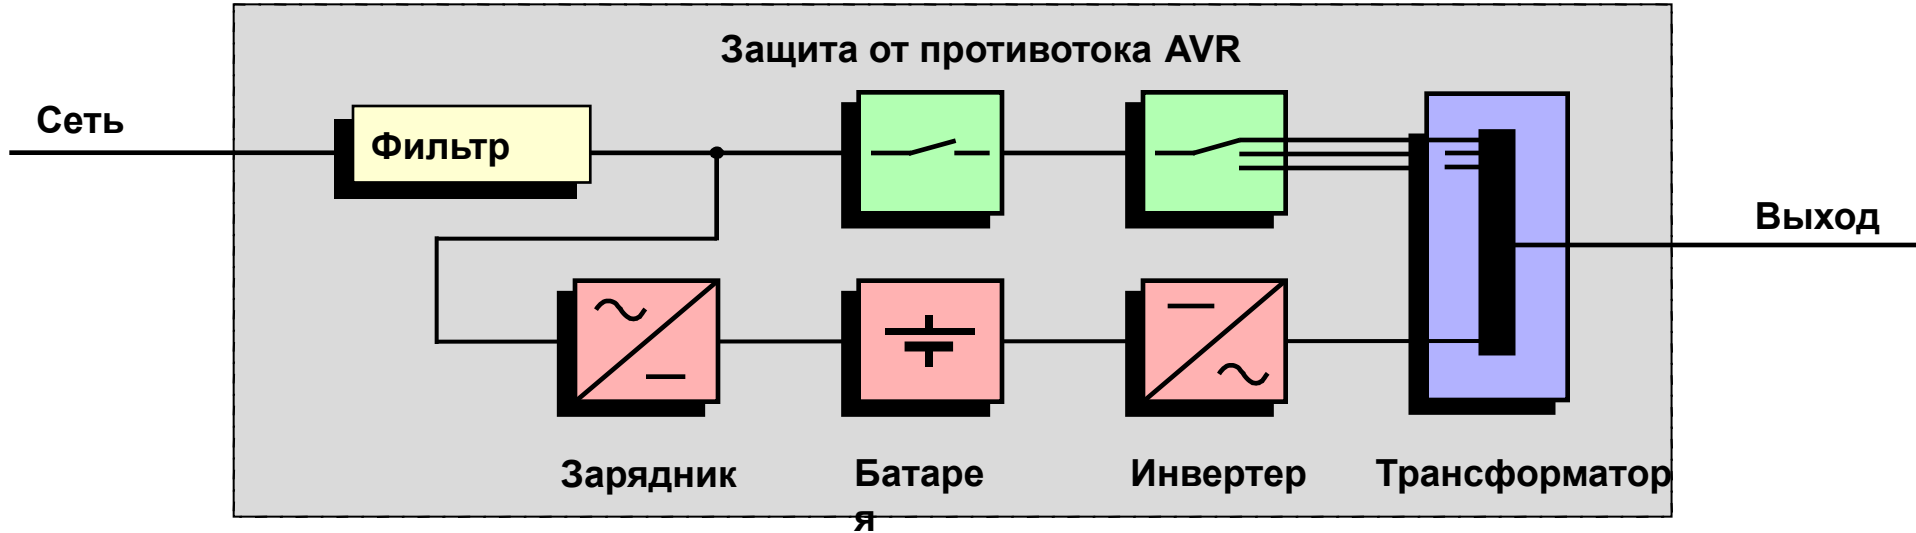 Защита от противотока AVR
Сеть
Фильтр
Выход
Зарядник
Батаре
я
Инвертер
Трансформатор